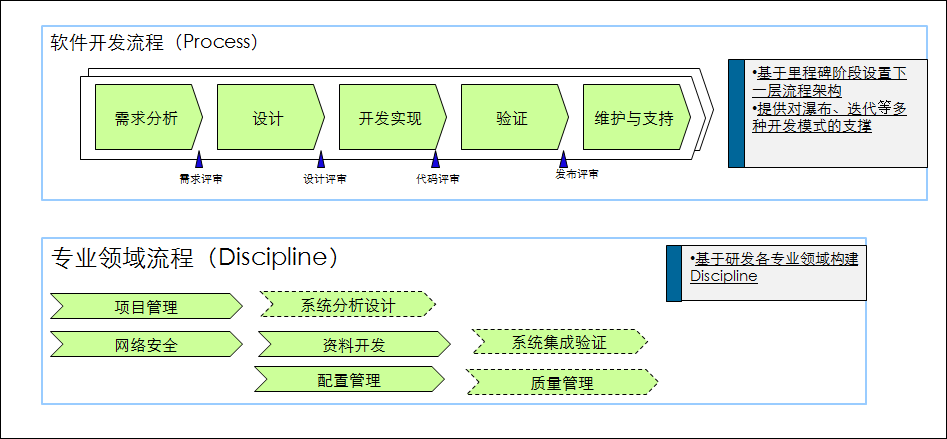 软件开发流程（Process）
•基于里程碑阶段设置下
一层流程架构
•提供对瀑布、迭代等多
种开发模式的支撑
需求分析
设计
开发实现
验证
维护与支持
需求评审
设计评审
代码评审
发布评审
专业领域流程（Discipline）
•基于研发各专业领域构建
Discipline
项目管理
系统分析设计
网络安全
资料开发
系统集成验证
配置管理
质量管理